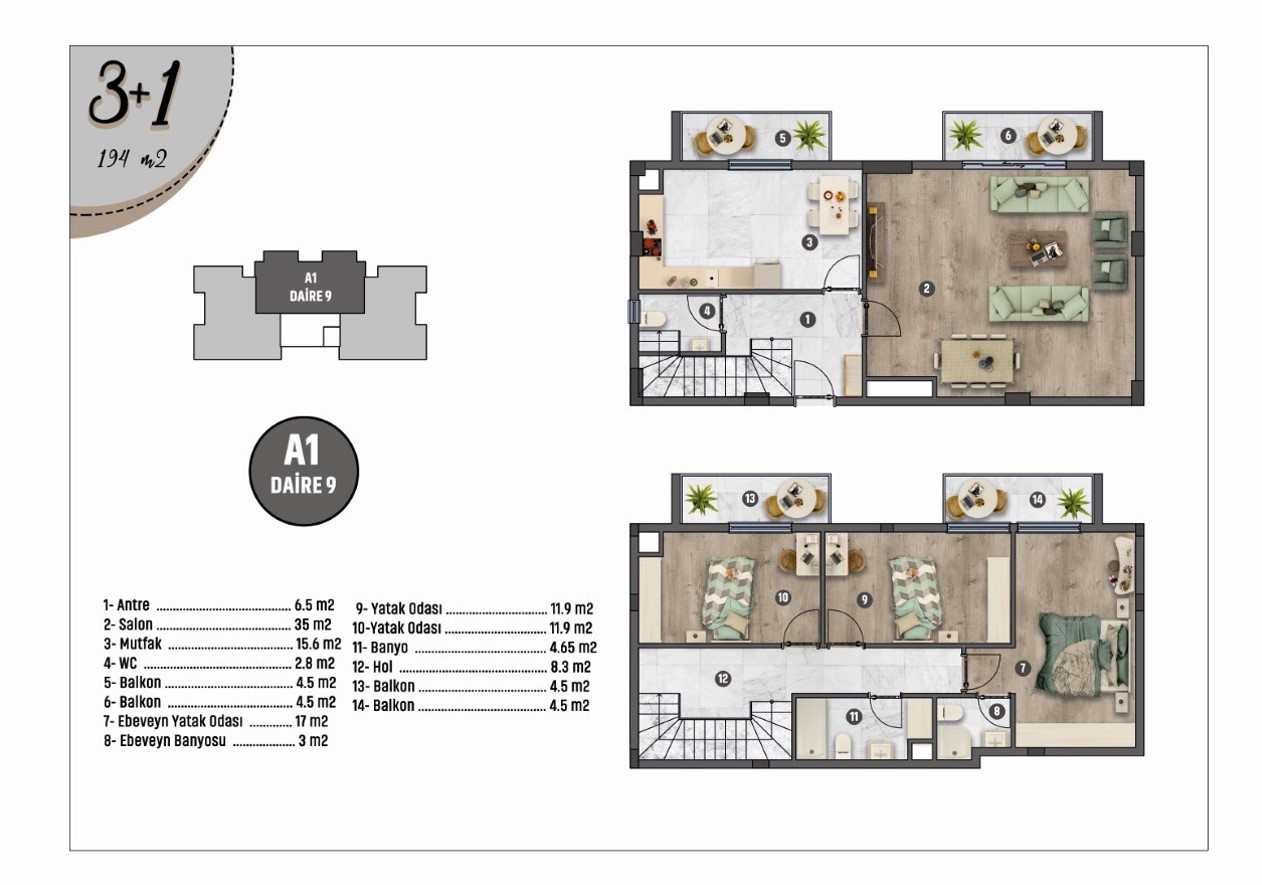 3+1
194 m2
A1
DAİRE 9
A1
DAİRE 9
1- Antre ................................ 6.5 m2
2- Salon ................................. 35 m2
3- Mutfak .............................. 15.6 m2
4- WC ................................... 2.8 m2
5- Balkon ............................... 4.5 m2
6- Balkon ............................... 4.5 m2
7- Ebeveyn Yatak Odası .......... 17 m2
8- Ebeveyn Banyosu ............... 3 m2
9- Yatak Odası ........................ 11.9 m2
10-Yatak Odası ........................ 11.9 m2
11- Banyo ............................... 4.65 m2
12- Hol ................................... 8.3 m2
13- Balkon ............................... 4.5 m2
14- Balkon ............................... 4.5 m2
5
6
3
2
4
1
13
14
10
9
7
12
11
8